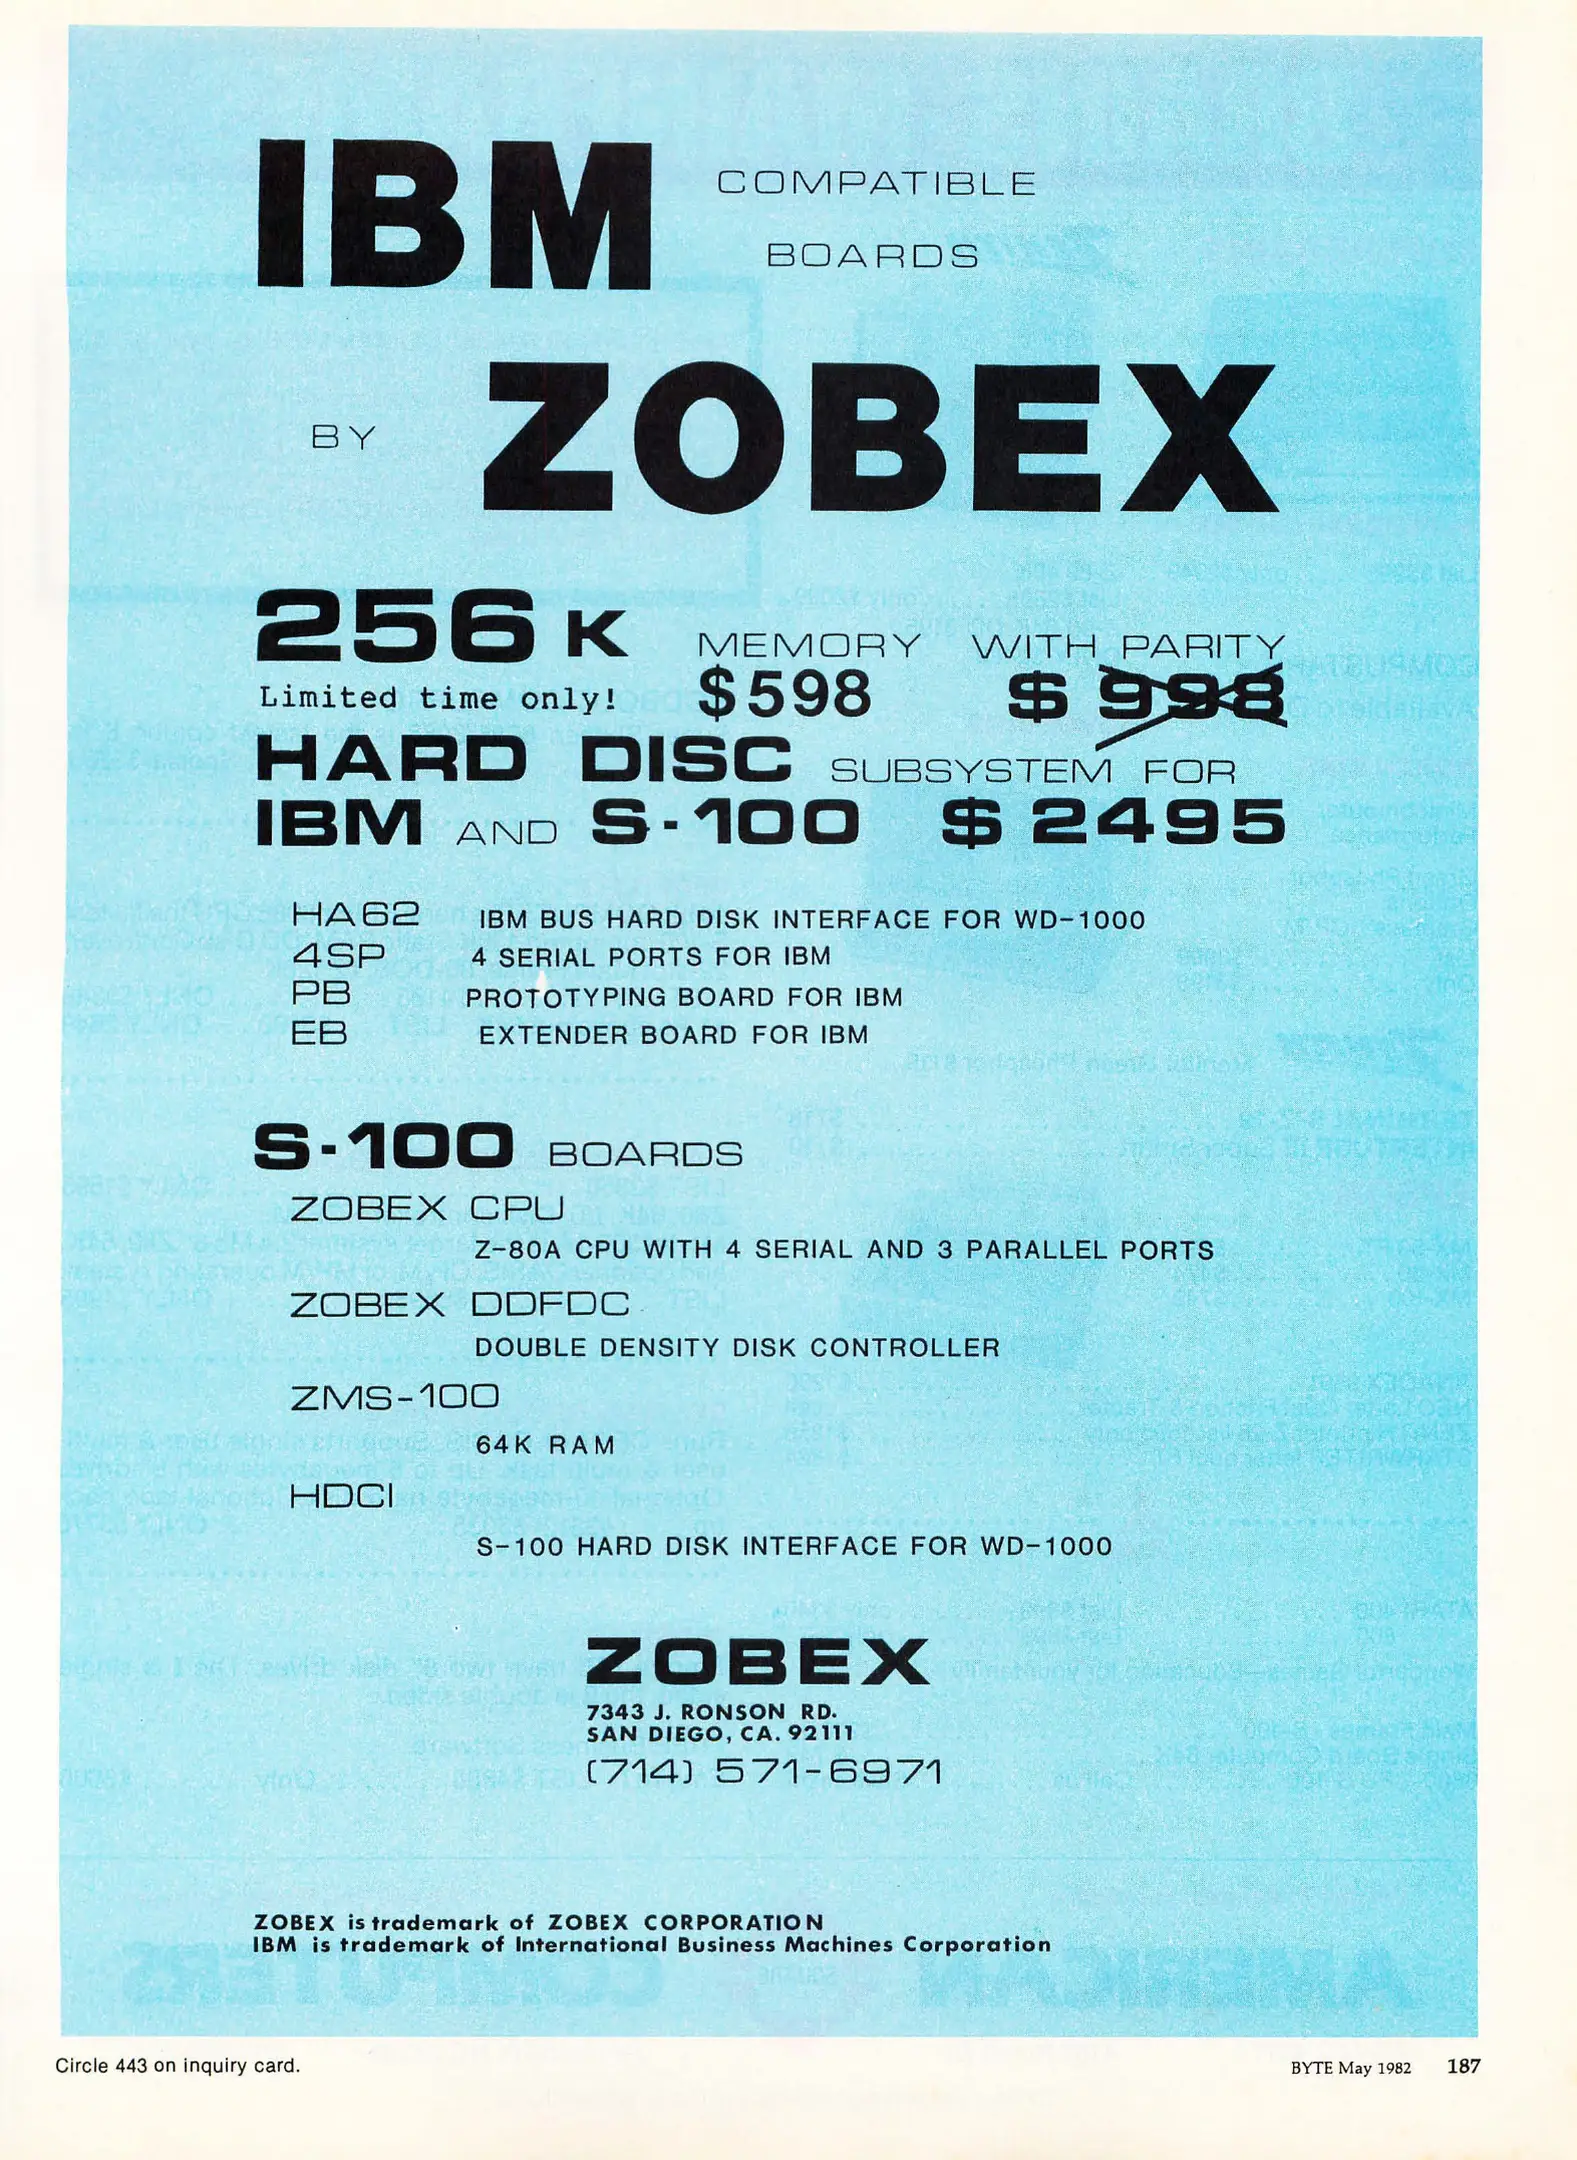 IBM COMPATIBLE
BOARDS
BY ZOBEX
256 K MEMORY WITH PARITY
Limited time only! $598 $998
HARD DISC SUBSYSTEM FOR
IBM AND S-100 $2495
HA62 IBM BUS HARD DISK INTERFACE FOR WD-1000
4SP 4 SERIAL PORTS FOR IBM
PB PROTOTYPING BOARD FOR IBM
EB EXTENDER BOARD FOR IBM
S-100 BOARDS
ZOBEX CPU
Z-80A CPU WITH 4 SERIAL AND 3 PARALLEL PORTS
ZOBEX DDFDC
DOUBLE DENSITY DISK CONTROLLER
ZMS-100
64K RAM
HDCI
S-100 HARD DISK INTERFACE FOR WD-1000
ZOBEX
7343 J. RONSON RD.
SAN DIEGO, CA. 92111
(714) 571-6971
ZOBEX is trademark of ZOBEX CORPORATION
IBM is trademark of International Business Machines Corporation
Circle 443 on inquiry card.
BYTE May 1982 187